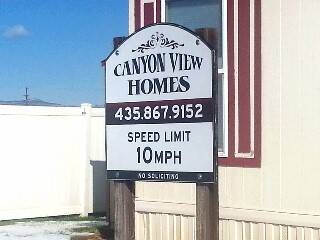 CANYON VIEW
HOMES
435.867.9152
SPEED LIMIT
10MPH
NO SOLICITING